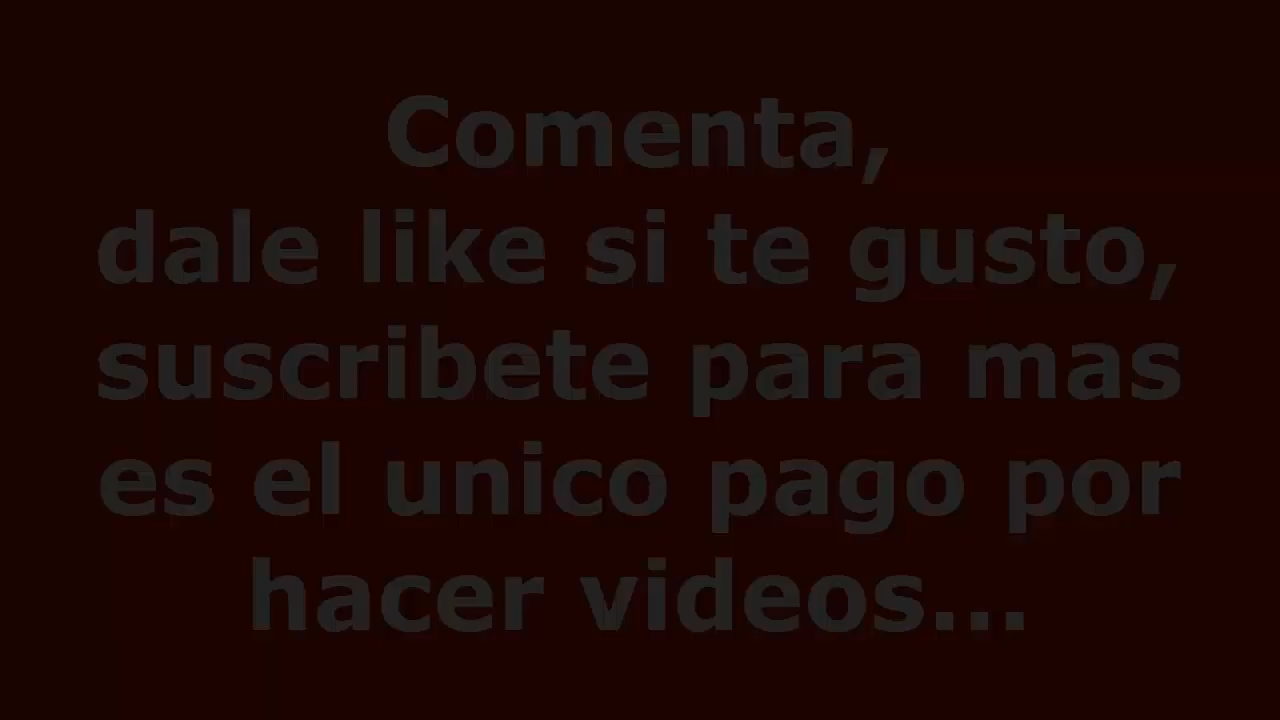 Comenta,
dale like si te gusto,
suscribete para mas
es el unico pago por
hacer videos...